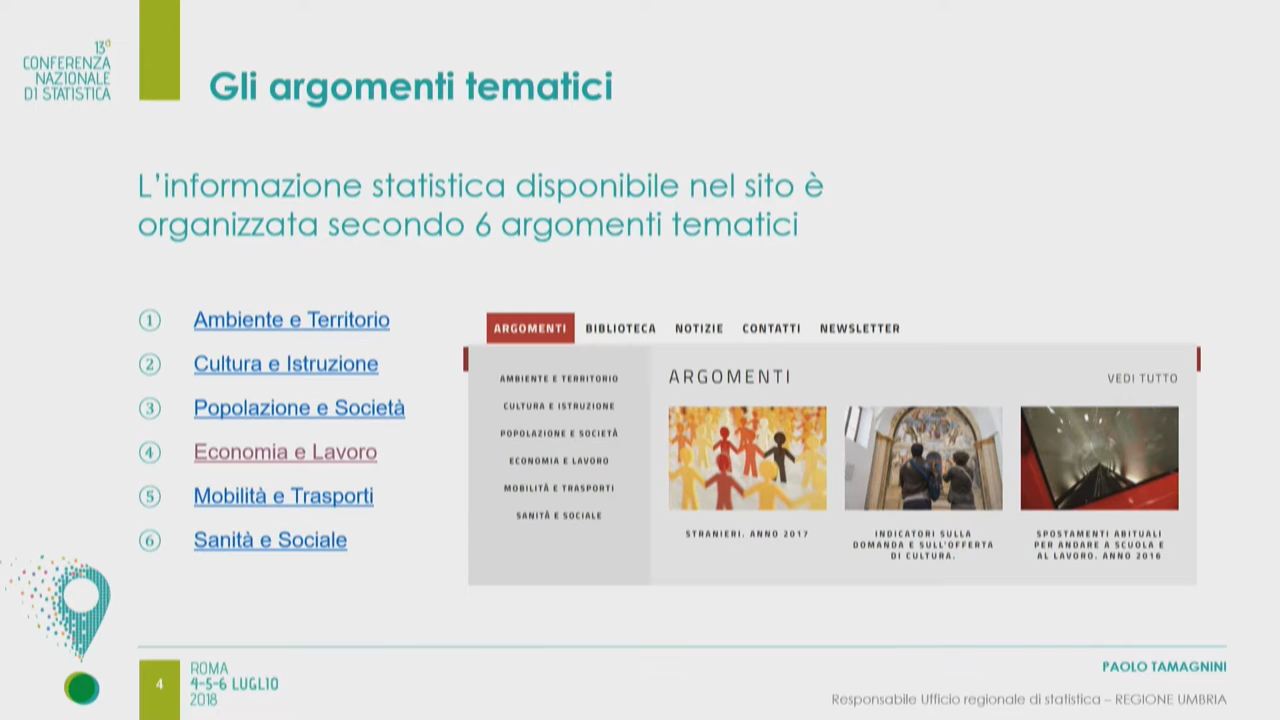 13ª
CONFERENZA
NAZIONALE
DI STATISTICA
Gli argomenti tematici
L'informazione statistica disponibile nel sito è
organizzata secondo 6 argomenti tematici
1 Ambiente e Territorio
2 Cultura e Istruzione
3 Popolazione e Società
4 Economia e Lavoro
5 Mobilità e Trasporti
6 Sanità e Sociale
ARGOMENTI BIBLIOTECA NOTIZIE CONTATTI NEWSLETTER
AMBIENTE E TERRITORIO
CULTURA E ISTRUZIONE
POPOLAZIONE E SOCIETÀ
ECONOMIA E LAVORO
MOBILITÀ E TRASPORTI
SANITÀ E SOCIALE
ARGOMENTI
VEDI TUTTO
STRANIERI. ANNO 2017
INDICATORI SULLA
DOMANDA E SULL'OFFERTA
DI CULTURA.
SPOSTAMENTI ABITUALI
PER ANDARE A SCUOLA E
AL LAVORO. ANNO 2016
4
ROMA
4-5-6 LUGLIO
2018
PAOLO TAMAGNINI
Responsabile Ufficio regionale di statistica – REGIONE UMBRIA